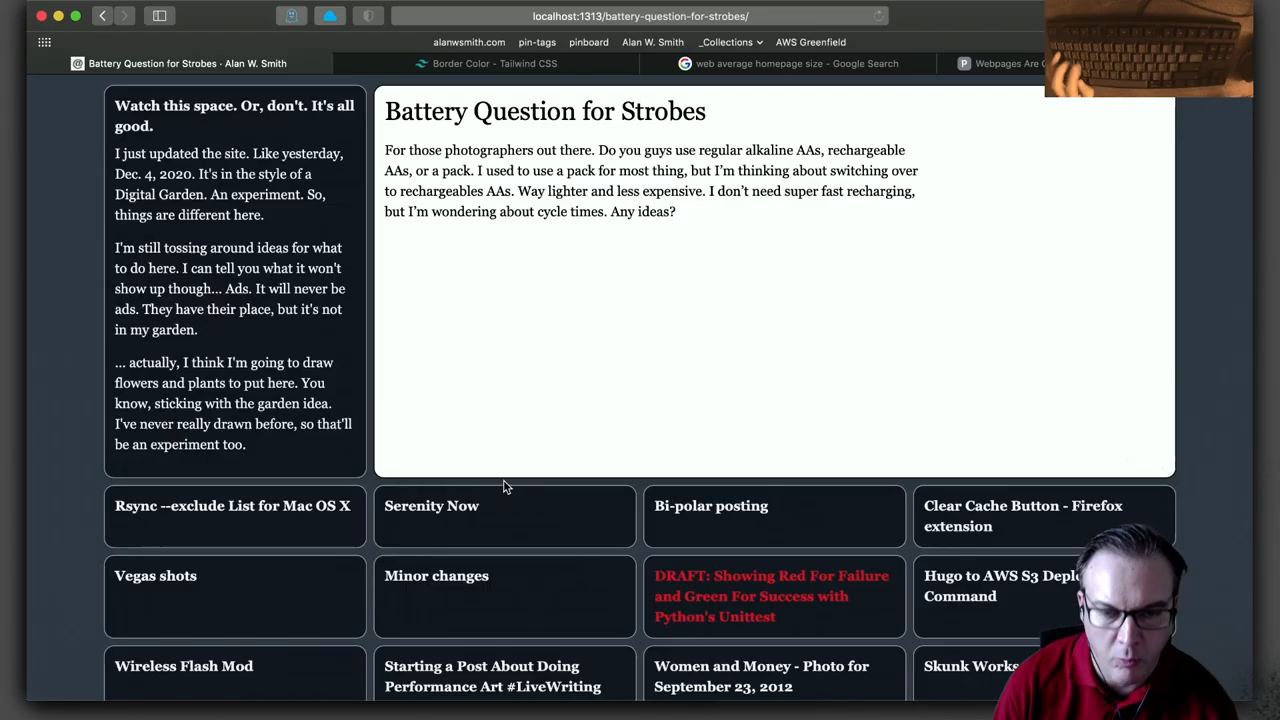 localhost:1313/battery-question-for-strobes/
alanwsmith.com pin-tags pinboard Alan W. Smith _Collections AWS Greenfield
@ Battery Question for Strobes · Alan W. Smith
Border Color - Tailwind CSS
G web average homepage size - Google Search
P Webpages Are
Watch this space. Or, don't. It's all
good.
I just updated the site. Like yesterday,
Dec. 4, 2020. It's in the style of a
Digital Garden. An experiment. So,
things are different here.
I'm still tossing around ideas for what
to do here. I can tell you what it won't
show up though... Ads. It will never be
ads. They have their place, but it's not
in my garden.
... actually, I think I'm going to draw
flowers and plants to put here. You
know, sticking with the garden idea.
I've never really drawn before, so that'll
be an experiment too.
Battery Question for Strobes
For those photographers out there. Do you guys use regular alkaline AAs, rechargeable
AAs, or a pack. I used to use a pack for most thing, but I’m thinking about switching over
to rechargeables AAs. Way lighter and less expensive. I don’t need super fast recharging,
but I’m wondering about cycle times. Any ideas?
Rsync --exclude List for Mac OS X
Serenity Now
Bi-polar posting
Clear Cache Button - Firefox
extension
Vegas shots
Minor changes
DRAFT: Showing Red For Failure
and Green For Success with
Python's Unittest
Hugo to AWS S3
Command
Wireless Flash Mod
Starting a Post About Doing
Performance Art #LiveWriting
Women and Money - Photo for
September 23, 2012
Skunk Works